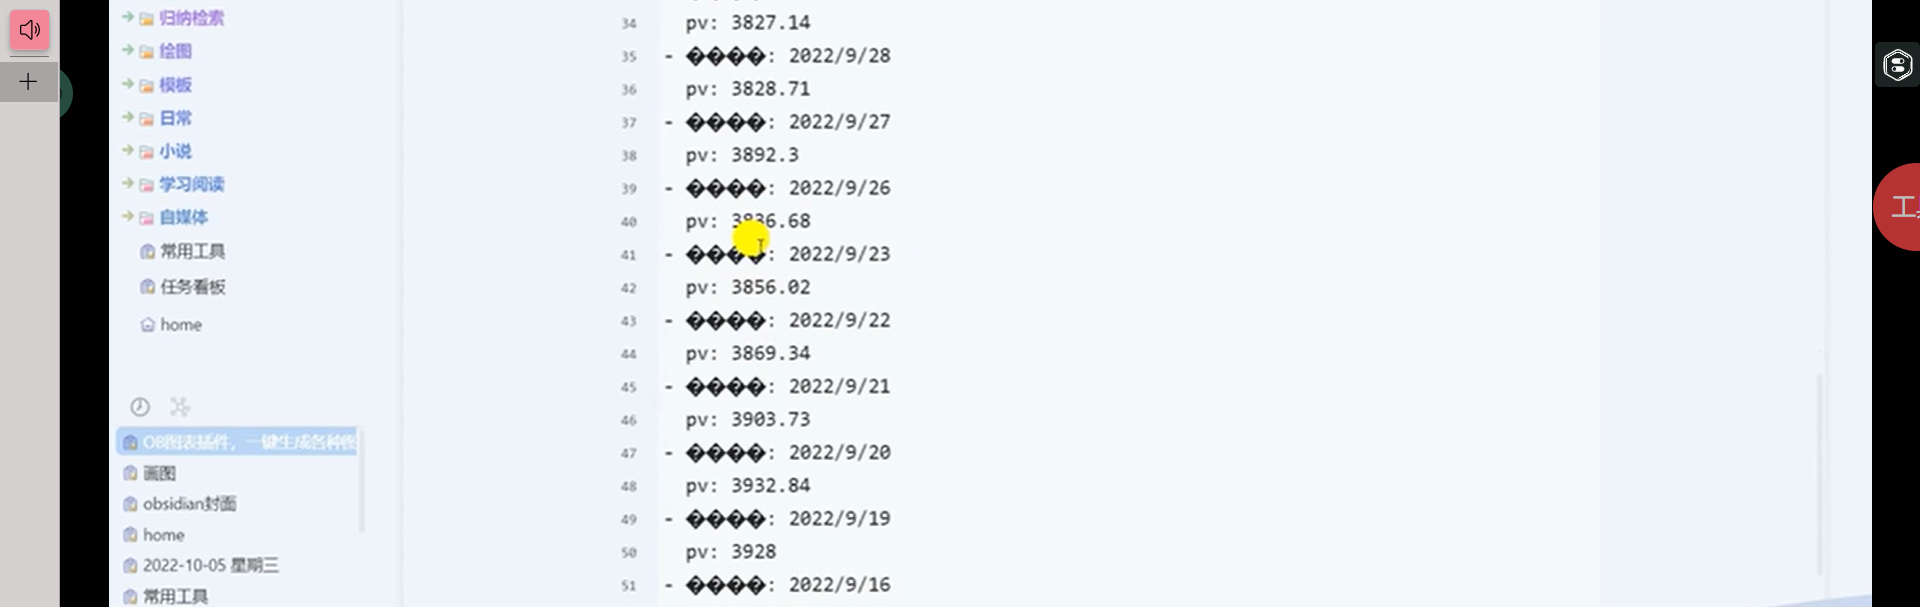 归纳检索
绘图
模板
日常
小说
学习阅读
自媒体
常用工具
任务看板
home
OB图表插件，一键生成各种图
画图
obsidian封面
home
2022-10-05 星期三
常用工具
34 pv: 3827.14
35 - ����: 2022/9/28
36 pv: 3828.71
37 - ����: 2022/9/27
38 pv: 3892.3
39 - ����: 2022/9/26
40 pv: 3836.68
41 - ����: 2022/9/23
42 pv: 3856.02
43 - ����: 2022/9/22
44 pv: 3869.34
45 - ����: 2022/9/21
46 pv: 3903.73
47 - ����: 2022/9/20
48 pv: 3932.84
49 - ����: 2022/9/19
50 pv: 3928
51 - ����: 2022/9/16
工